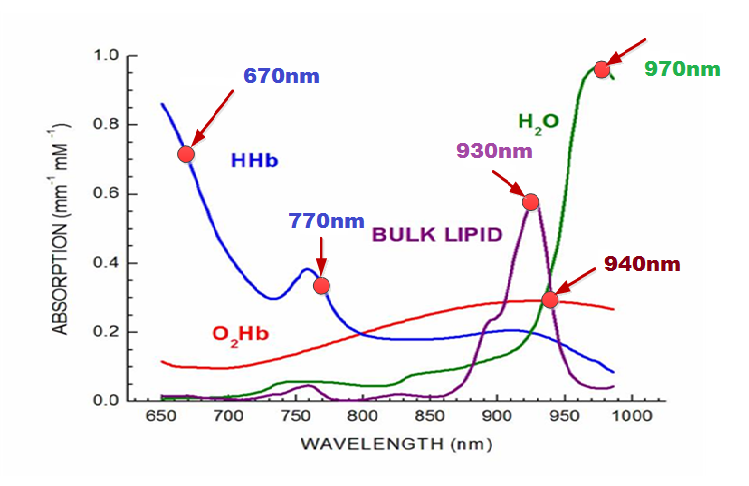 1.0
0.8
0.6
0.4
0.2
0.0
ABSORPTION (mm⁻¹ mM⁻¹)
670nm
970nm
H₂O
HHb
930nm
770nm
BULK LIPID
940nm
O₂Hb
650 700 750 800 850 900 950 1000
WAVELENGTH (nm)